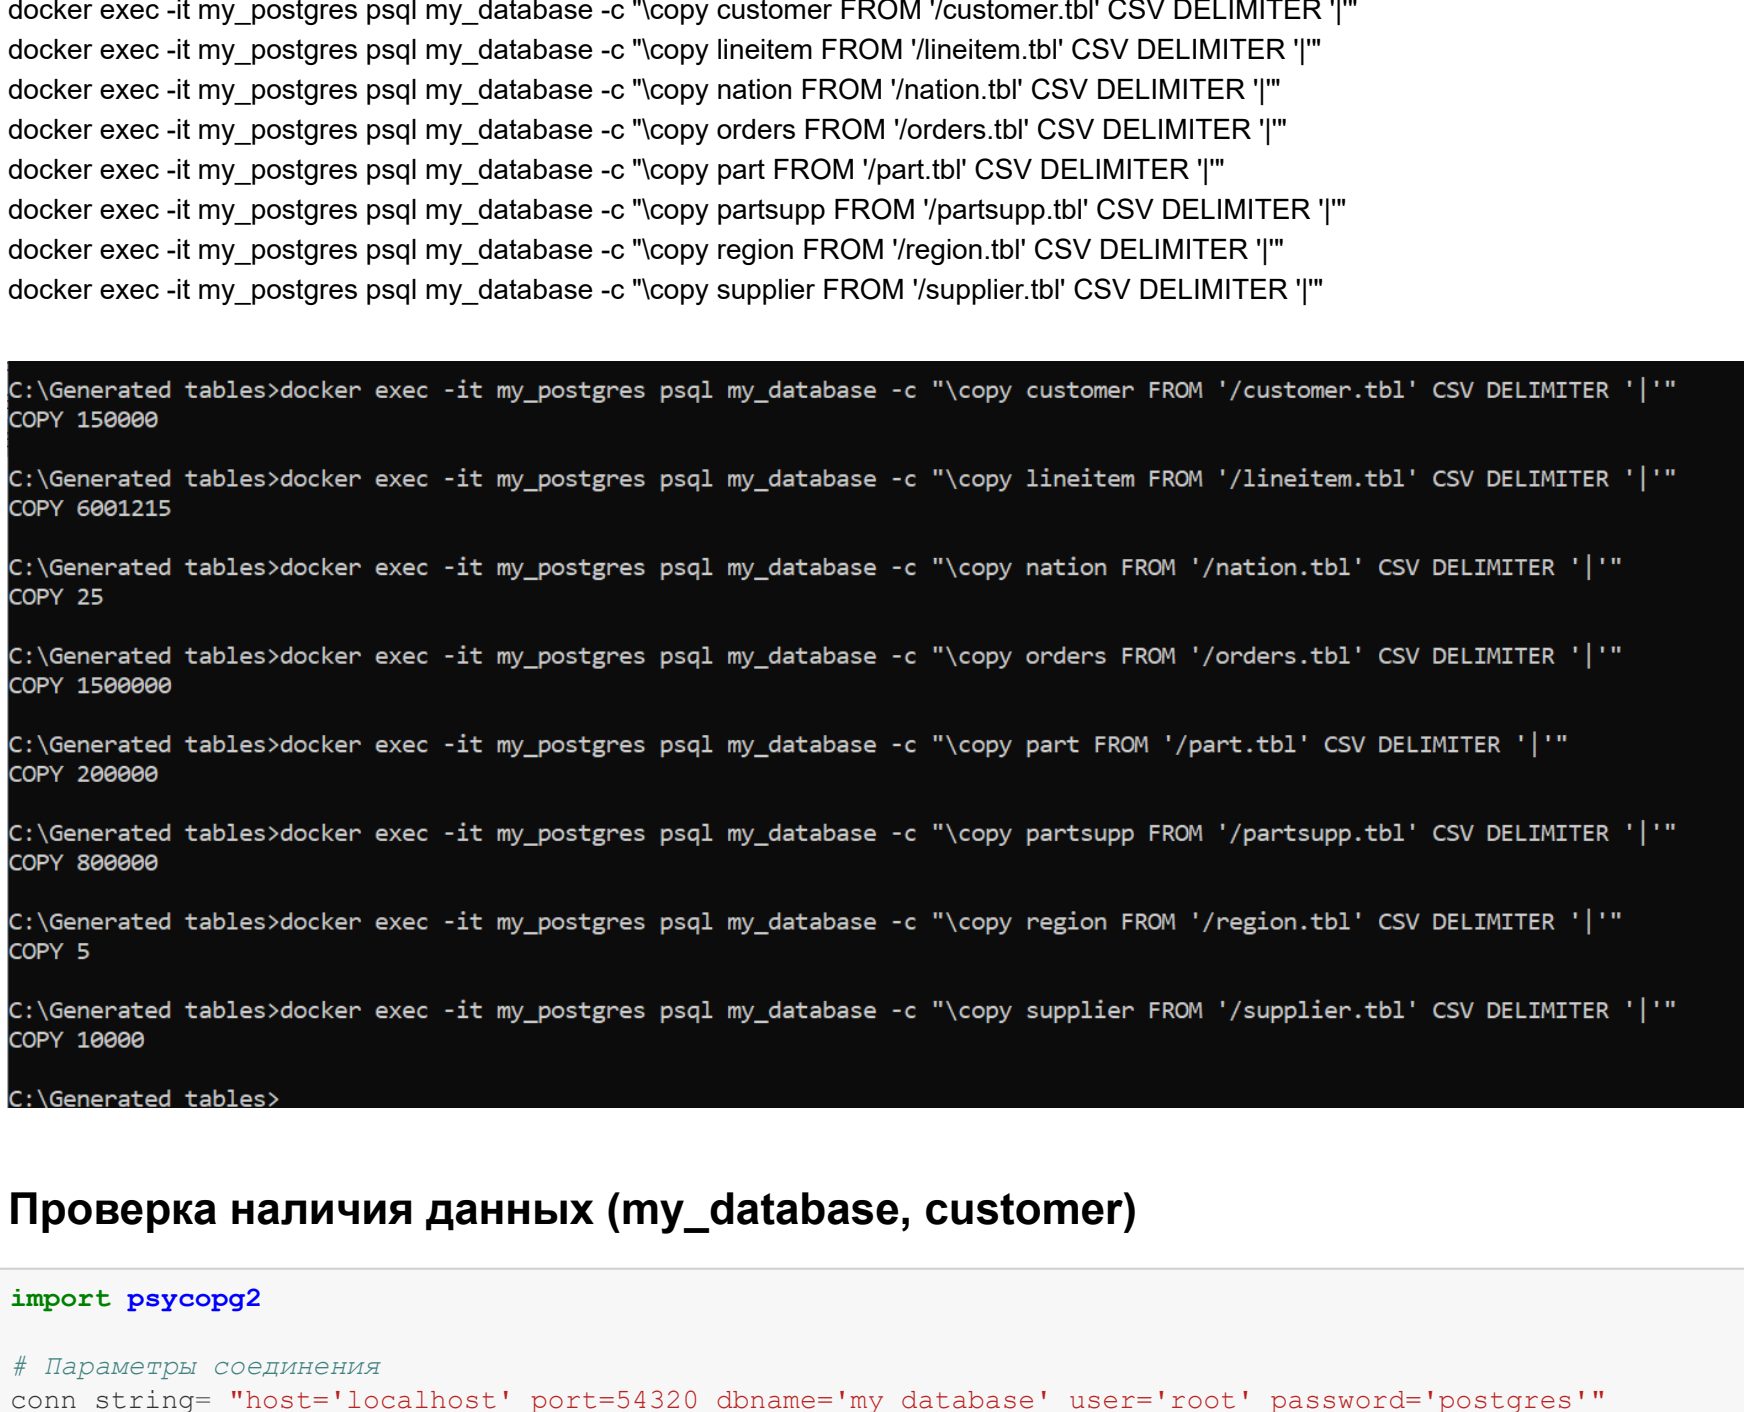 docker exec -it my_postgres psql my_database -c "\copy customer FROM '/customer.tbl' CSV DELIMITER '|'"
docker exec -it my_postgres psql my_database -c "\copy lineitem FROM '/lineitem.tbl' CSV DELIMITER '|'"
docker exec -it my_postgres psql my_database -c "\copy nation FROM '/nation.tbl' CSV DELIMITER '|'"
docker exec -it my_postgres psql my_database -c "\copy orders FROM '/orders.tbl' CSV DELIMITER '|'"
docker exec -it my_postgres psql my_database -c "\copy part FROM '/part.tbl' CSV DELIMITER '|'"
docker exec -it my_postgres psql my_database -c "\copy partsupp FROM '/partsupp.tbl' CSV DELIMITER '|'"
docker exec -it my_postgres psql my_database -c "\copy region FROM '/region.tbl' CSV DELIMITER '|'"
docker exec -it my_postgres psql my_database -c "\copy supplier FROM '/supplier.tbl' CSV DELIMITER '|'"
C:\Generated tables>docker exec -it my_postgres psql my_database -c "\copy customer FROM '/customer.tbl' CSV DELIMITER '|'"
COPY 150000
C:\Generated tables>docker exec -it my_postgres psql my_database -c "\copy lineitem FROM '/lineitem.tbl' CSV DELIMITER '|'"
COPY 6001215
C:\Generated tables>docker exec -it my_postgres psql my_database -c "\copy nation FROM '/nation.tbl' CSV DELIMITER '|'"
COPY 25
C:\Generated tables>docker exec -it my_postgres psql my_database -c "\copy orders FROM '/orders.tbl' CSV DELIMITER '|'"
COPY 1500000
C:\Generated tables>docker exec -it my_postgres psql my_database -c "\copy part FROM '/part.tbl' CSV DELIMITER '|'"
COPY 200000
C:\Generated tables>docker exec -it my_postgres psql my_database -c "\copy partsupp FROM '/partsupp.tbl' CSV DELIMITER '|'"
COPY 800000
C:\Generated tables>docker exec -it my_postgres psql my_database -c "\copy region FROM '/region.tbl' CSV DELIMITER '|'"
COPY 5
C:\Generated tables>docker exec -it my_postgres psql my_database -c "\copy supplier FROM '/supplier.tbl' CSV DELIMITER '|'"
COPY 10000
C:\Generated tables>
Проверка наличия данных (my_database, customer)
import psycopg2
# Параметры соединения
conn_string= "host='localhost' port=54320 dbname='my_database' user='root' password='postgres'"